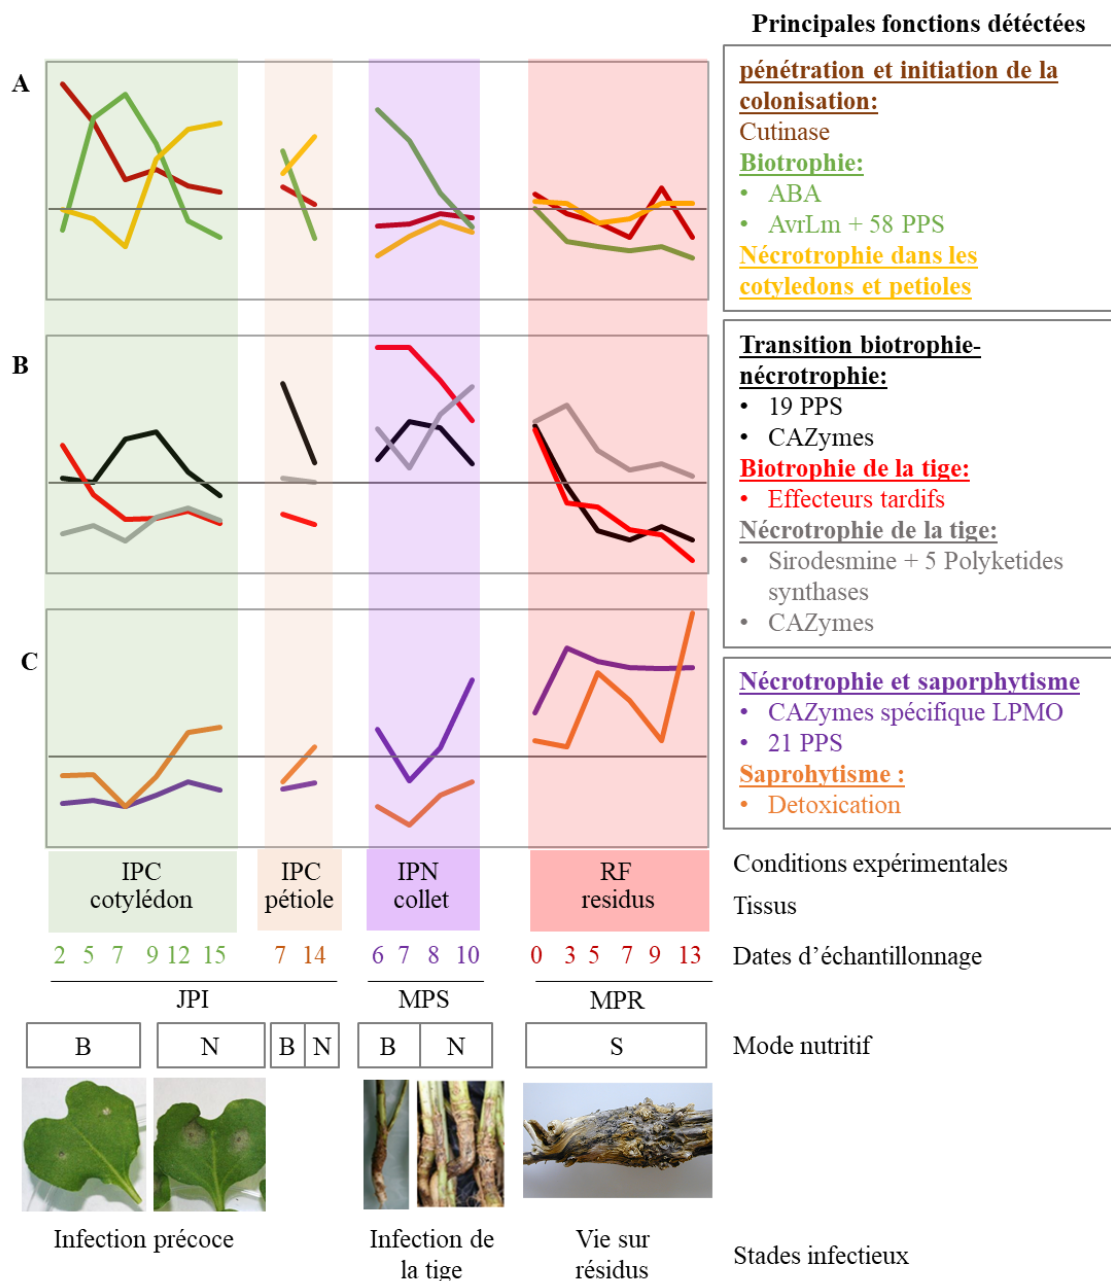 Principales fonctions détéctées
A
pénétration et initiation de la
colonisation:
Cutinase
Biotrophie:
• ABA
• AvrLm + 58 PPS
Nécrotrophie dans les
cotyledons et petioles
B
Transition biotrophie-
nécrotrophie:
• 19 PPS
• CAZymes
Biotrophie de la tige:
• Effecteurs tardifs
Nécrotrophie de la tige:
• Sirodesmine + 5 Polyketides
synthases
• CAZymes
C
Nécrotrophie et saporphytisme
• CAZymes spécifique LPMO
• 21 PPS
Saprohytisme :
• Detoxication
IPC
cotylédon
IPC
pétiole
IPN
collet
RF
residus
Conditions expérimentales
Tissus
2 5 7 9 12 15 7 14 6 7 8 10 0 3 5 7 9 13 Dates d’échantillonnage
JPI MPS MPR
B N B N B N S Mode nutritif
Infection précoce
Infection de
la tige
Vie sur
résidus
Stades infectieux